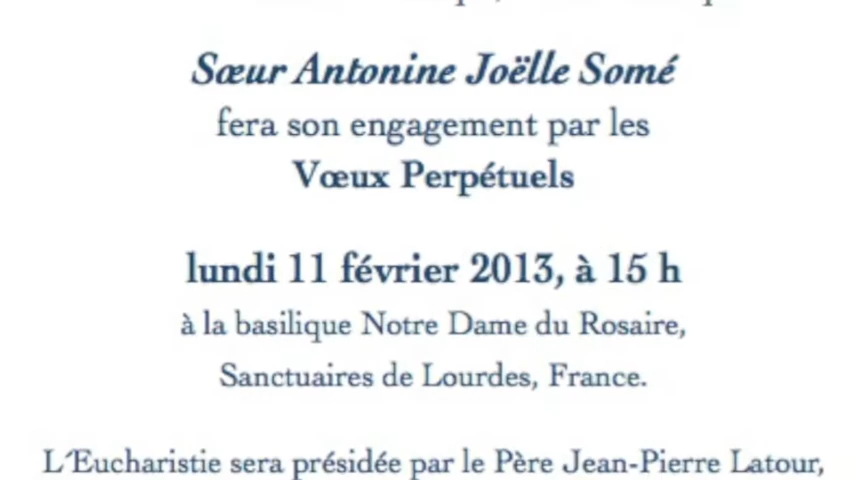 Sœur Antonine Joëlle Somé
fera son engagement par les
Vœux Perpétuels
lundi 11 février 2013, à 15 h
à la basilique Notre Dame du Rosaire,
Sanctuaires de Lourdes, France.
L'Eucharistie sera présidée par le Père Jean-Pierre Latour,